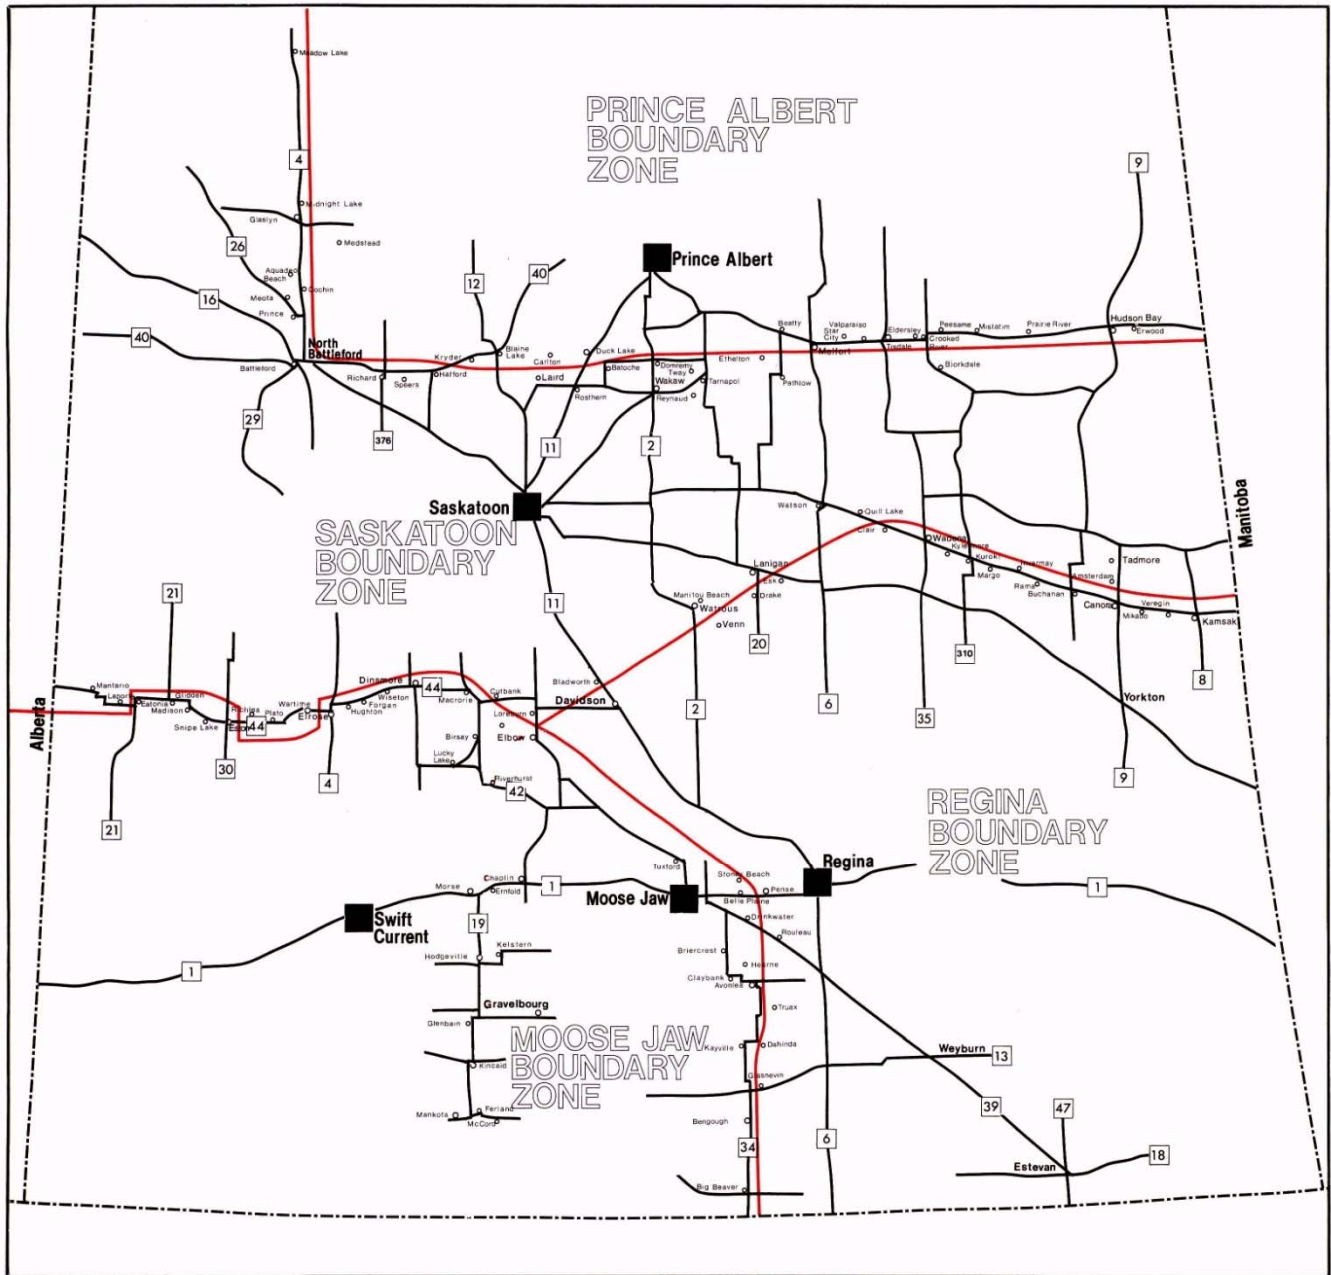 Meadow Lake
PRINCE ALBERT
BOUNDARY
ZONE
4
9
Midnight Lake
Glaslyn
26
Medstead
Prince Albert
Aquadeo
Beach
Cochin
12
40
16
Meota
Prince
40
North
Battleford
Battleford
Kryder
Blaine
Lake
Carlton
Duck Lake
Richard
Speers
Hafford
Laird
Batoche
Domremy
Tway
Wakaw
Tarnapol
Reynaud
Rosthern
Ethelton
Beatty
Star
City
Valparaiso
Melfort
Eldersley
Tisdale
Peesame
Crooked
River
Mistatim
Prairie River
Hudson Bay
Erwood
Bjorkdale
Pathlow
29
376
11
2
Saskatoon
SASKATOON
BOUNDARY
ZONE
Watson
Quill Lake
Clair
Wadena
Kylemore
Kuroki
Margo
Invermay
Rama
Buchanan
Amsterdam
Tadmore
Canora
Mikado
Veregin
Kamsak
Manitoba
Lanigan
Esk
Drake
Manitou Beach
Watrous
Venn
11
20
310
8
21
Mantario
Laporte
Eatonia
Glidden
Madison
Snipe Lake
Richlea
Eston
44
Plato
Wartime
Elrose
Hughton
Forgan
Wiseton
Dinsmore
44
Macrorie
Cutbank
Loreburn
Elbow
Birsay
Lucky
Lake
Riverhurst
42
Bladworth
Davidson
2
6
35
Yorkton
9
Alberta
30
4
21
REGINA
BOUNDARY
ZONE
Tuxford
Stoney Beach
Regina
Morse
Chaplin
Ernfold
1
Moose Jaw
Belle Plaine
Pense
1
Swift
Current
19
Drinkwater
Rouleau
Kelstern
Hodgeville
Briercrest
Hearne
Claybank
Avonlea
1
Gravelbourg
Truax
Glenbain
MOOSE JAW
BOUNDARY
ZONE
Kayville
Dahinda
Weyburn
13
Kincaid
Glasnevin
Mankota
Ferland
McCord
Bengough
39
47
34
6
18
Estevan
Big Beaver